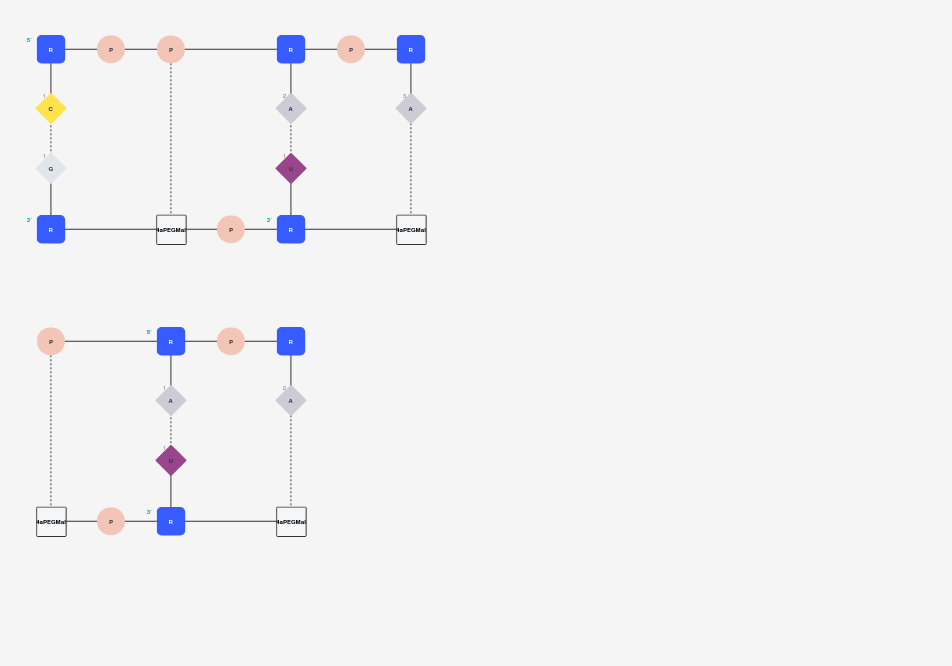 5'
R P P R P R
1 2 3
C A A
1 1
G U
3' 3'
R 4aPEGMal P R 4aPEGMal
5'
P R P R
1 2
A A
1
U
3'
4aPEGMal P R 4aPEGMal